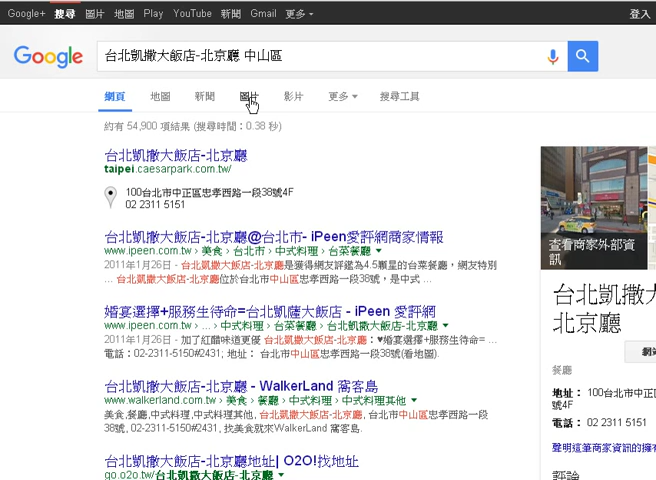 Google+ 搜尋 圖片 地圖 Play YouTube 新聞 Gmail 更多 登入
Google 台北凱撒大飯店-北京廳 中山區
網頁 地圖 新聞 圖片 影片 更多 搜尋工具
約有 54,900 項結果 (搜尋時間：0.38 秒)
台北凱撒大飯店-北京廳
taipei.caesarpark.com.tw/
100台北市中正區忠孝西路一段38號4F
02 2311 5151
台北凱撒大飯店-北京廳@台北市- iPeen愛評網商家情報
www.ipeen.com.tw › 美食 › 台北市 › 中式料理 › 台菜餐廳
2011年1月26日 - 台北凱撒大飯店-北京廳是獲得網友評鑑為4.5顆星的台菜餐廳，網友特別
... 台北凱撒大飯店-北京廳位於台北市中山區忠孝西路一段38號，是中式 ...
婚宴選擇+服務生待命=台北凱薩大飯店 - iPeen 愛評網
www.ipeen.com.tw › ... › 中式料理 › 台菜餐廳 › 台北凱撒大飯店-北京廳
2011年1月26日 - 加了紅醋味道更優 台北凱撒大飯店-北京廳：♥婚宴選擇+服務生待命= ...
電話：02-2311-5150#2431; 地址： 台北市中山區忠孝西路一段38號(看地圖).
台北凱撒大飯店-北京廳 - WalkerLand 窩客島
www.walkerland.com.tw › 美食 › 餐廳 › 中式料理 › 中式料理其他
美食,餐廳,中式料理,中式料理其他, 台北凱撒大飯店-北京廳, 台北市中山區忠孝西路一段
38號, 02-2311-5150#2431, 找美食就來WalkerLand 窩客島.
台北凱撒大飯店-北京廳地址| O2O!找地址
go.o2o.tw/台北凱撒大飯店-北京廳
查看商家外部資
訊
台北凱撒大
北京廳
網
餐廳
地址： 100台北市中正區
號4F
電話： 02 2311 5151
聲明這筆商家資訊的擁
評論